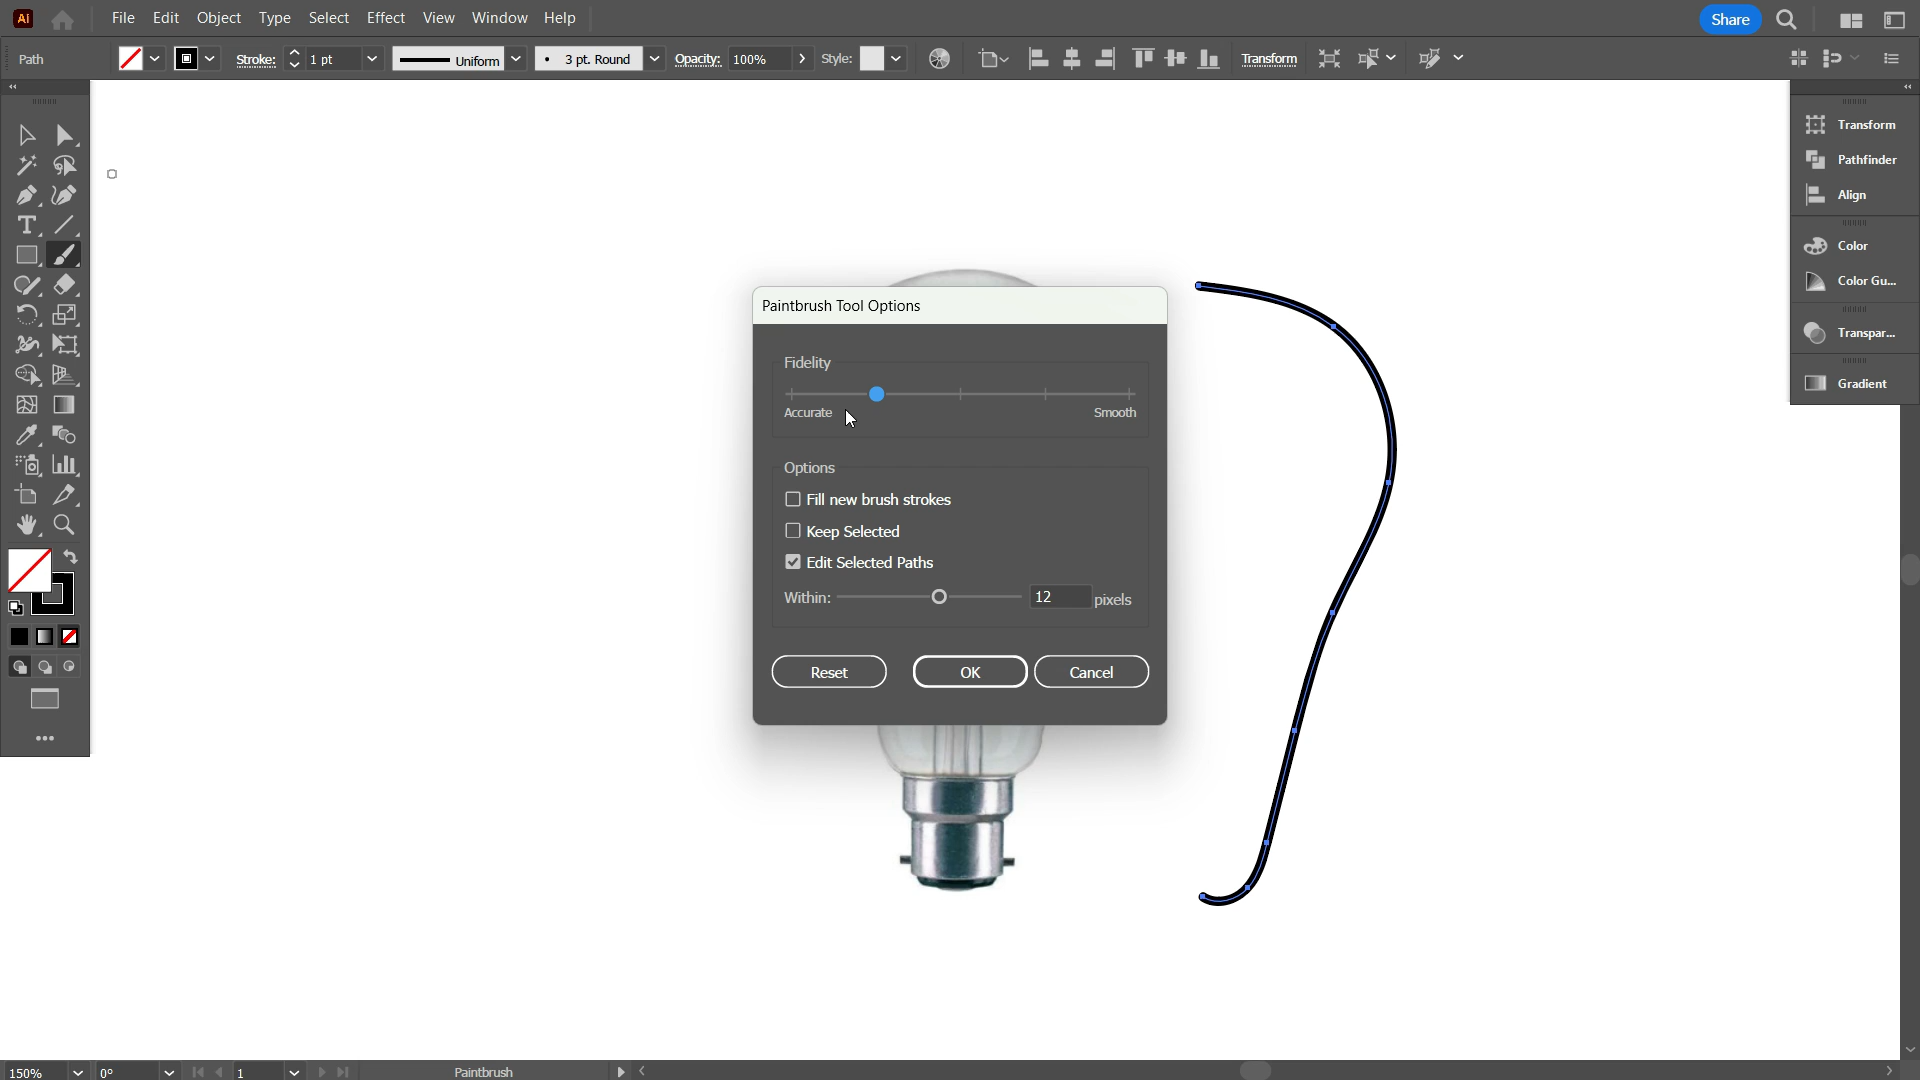 Ai File Edit Object Type Select Effect View Window Help Share
Path Stroke: 1 pt Uniform 3 pt. Round Opacity: 100% Style: Transform
Paintbrush Tool Options
Fidelity
Accurate Smooth
Options
Fill new brush strokes
Keep Selected
Edit Selected Paths
Within: 12 pixels
Reset OK Cancel
T
Transform
Pathfinder
Align
Color
Color Gu...
Transpar...
Gradient
150% 0° 1 Paintbrush